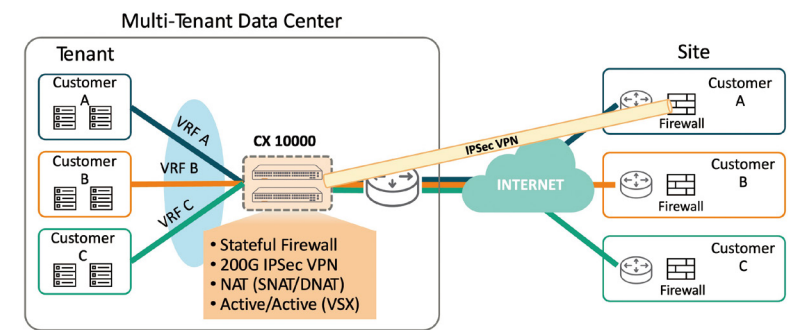 Multi-Tenant Data Center
Tenant
Customer
A
Customer
B
Customer
C
VRF A
VRF B
VRF C
CX 10000
• Stateful Firewall
• 200G IPSec VPN
• NAT (SNAT/DNAT)
• Active/Active (VSX)
IPSec VPN
INTERNET
Site
Customer
A
Firewall
Customer
B
Firewall
Customer
C
Firewall